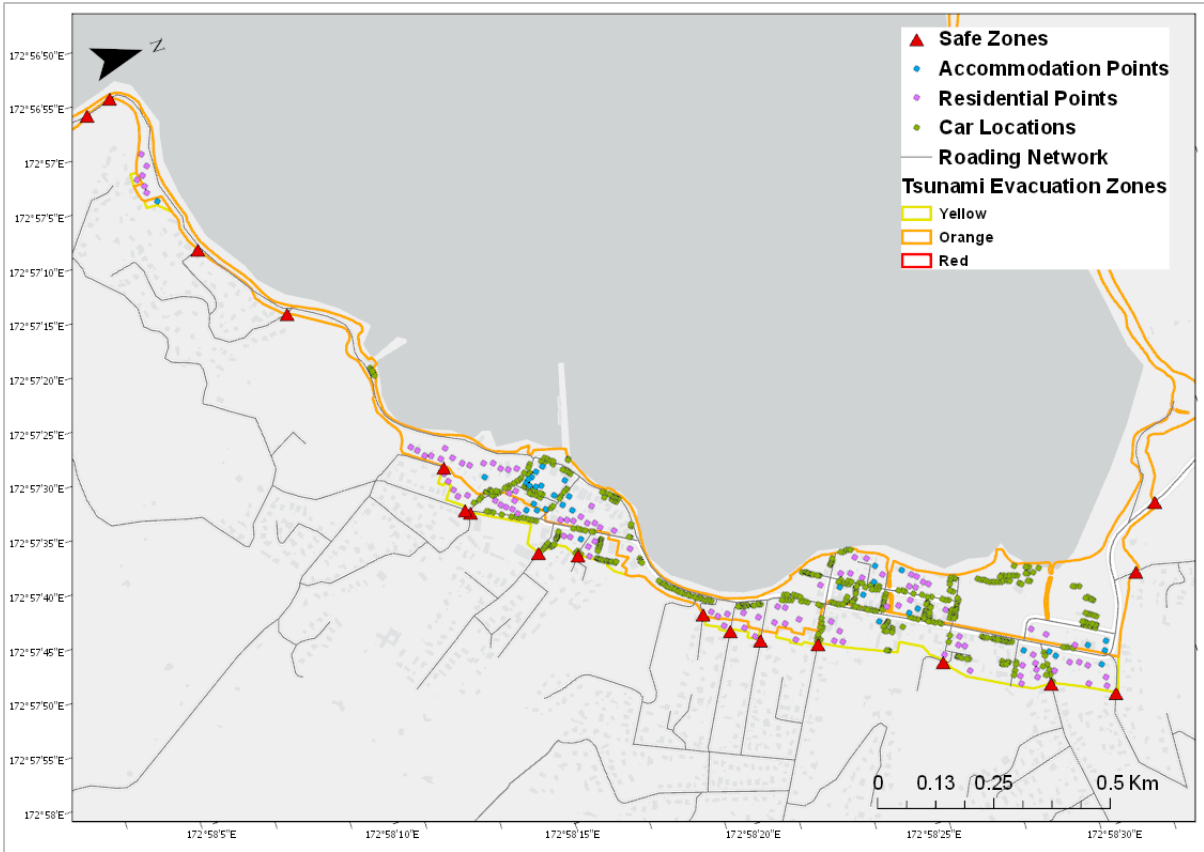 N
Safe Zones
Accommodation Points
Residential Points
Car Locations
Roading Network
Tsunami Evacuation Zones
Yellow
Orange
Red
172°56'50"E
172°56'55"E
172°57'E
172°57'5"E
172°57'10"E
172°57'15"E
172°57'20"E
172°57'25"E
172°57'30"E
172°57'35"E
172°57'40"E
172°57'45"E
172°57'50"E
172°57'55"E
172°58'E
0 0.13 0.25 0.5 Km
172°58'5"E 172°58'10"E 172°58'15"E 172°58'20"E 172°58'25"E 172°58'30"E